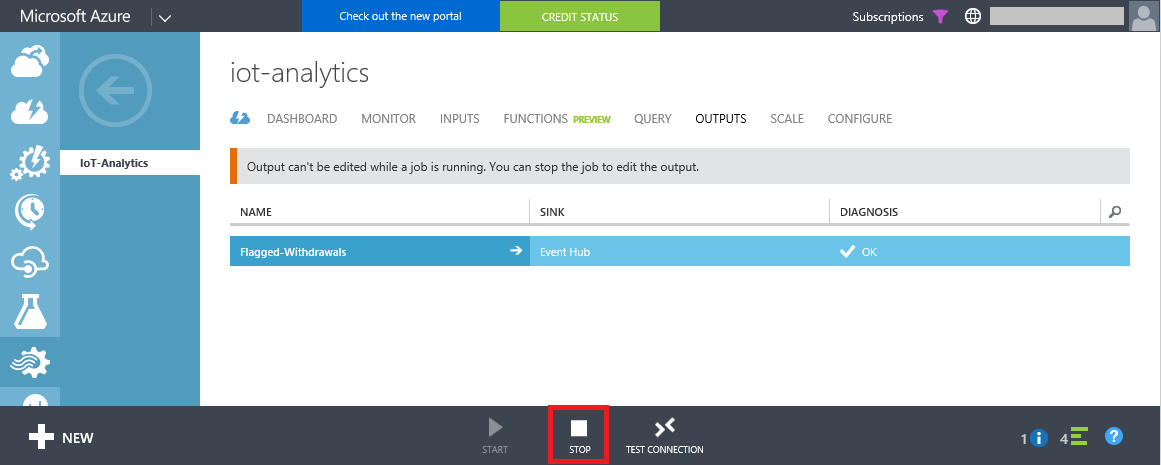 Microsoft Azure
Check out the new portal
CREDIT STATUS
Subscriptions
iot-analytics
DASHBOARD MONITOR INPUTS FUNCTIONS PREVIEW QUERY OUTPUTS SCALE CONFIGURE
IoT-Analytics
Output can't be edited while a job is running. You can stop the job to edit the output.
NAME SINK DIAGNOSIS
Flagged-Withdrawals Event Hub OK
NEW
START
STOP
TEST CONNECTION
1 i
4
?